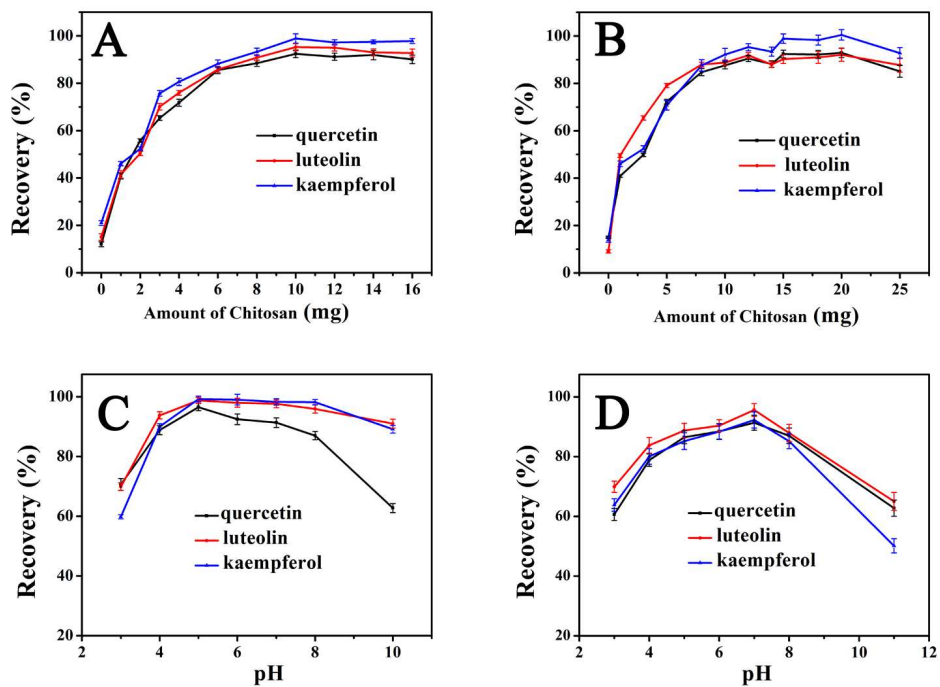 A
Recovery (%)
100
80
60
40
20
0
quercetin
luteolin
kaempferol
0 2 4 6 8 10 12 14 16
Amount of Chitosan (mg)
B
Recovery (%)
100
80
60
40
20
0
quercetin
luteolin
kaempferol
0 5 10 15 20 25
Amount of Chitosan (mg)
C
Recovery (%)
100
80
60
40
20
quercetin
luteolin
kaempferol
2 4 6 8 10
pH
D
Recovery (%)
100
80
60
40
20
quercetin
luteolin
kaempferol
2 4 6 8 10 12
pH